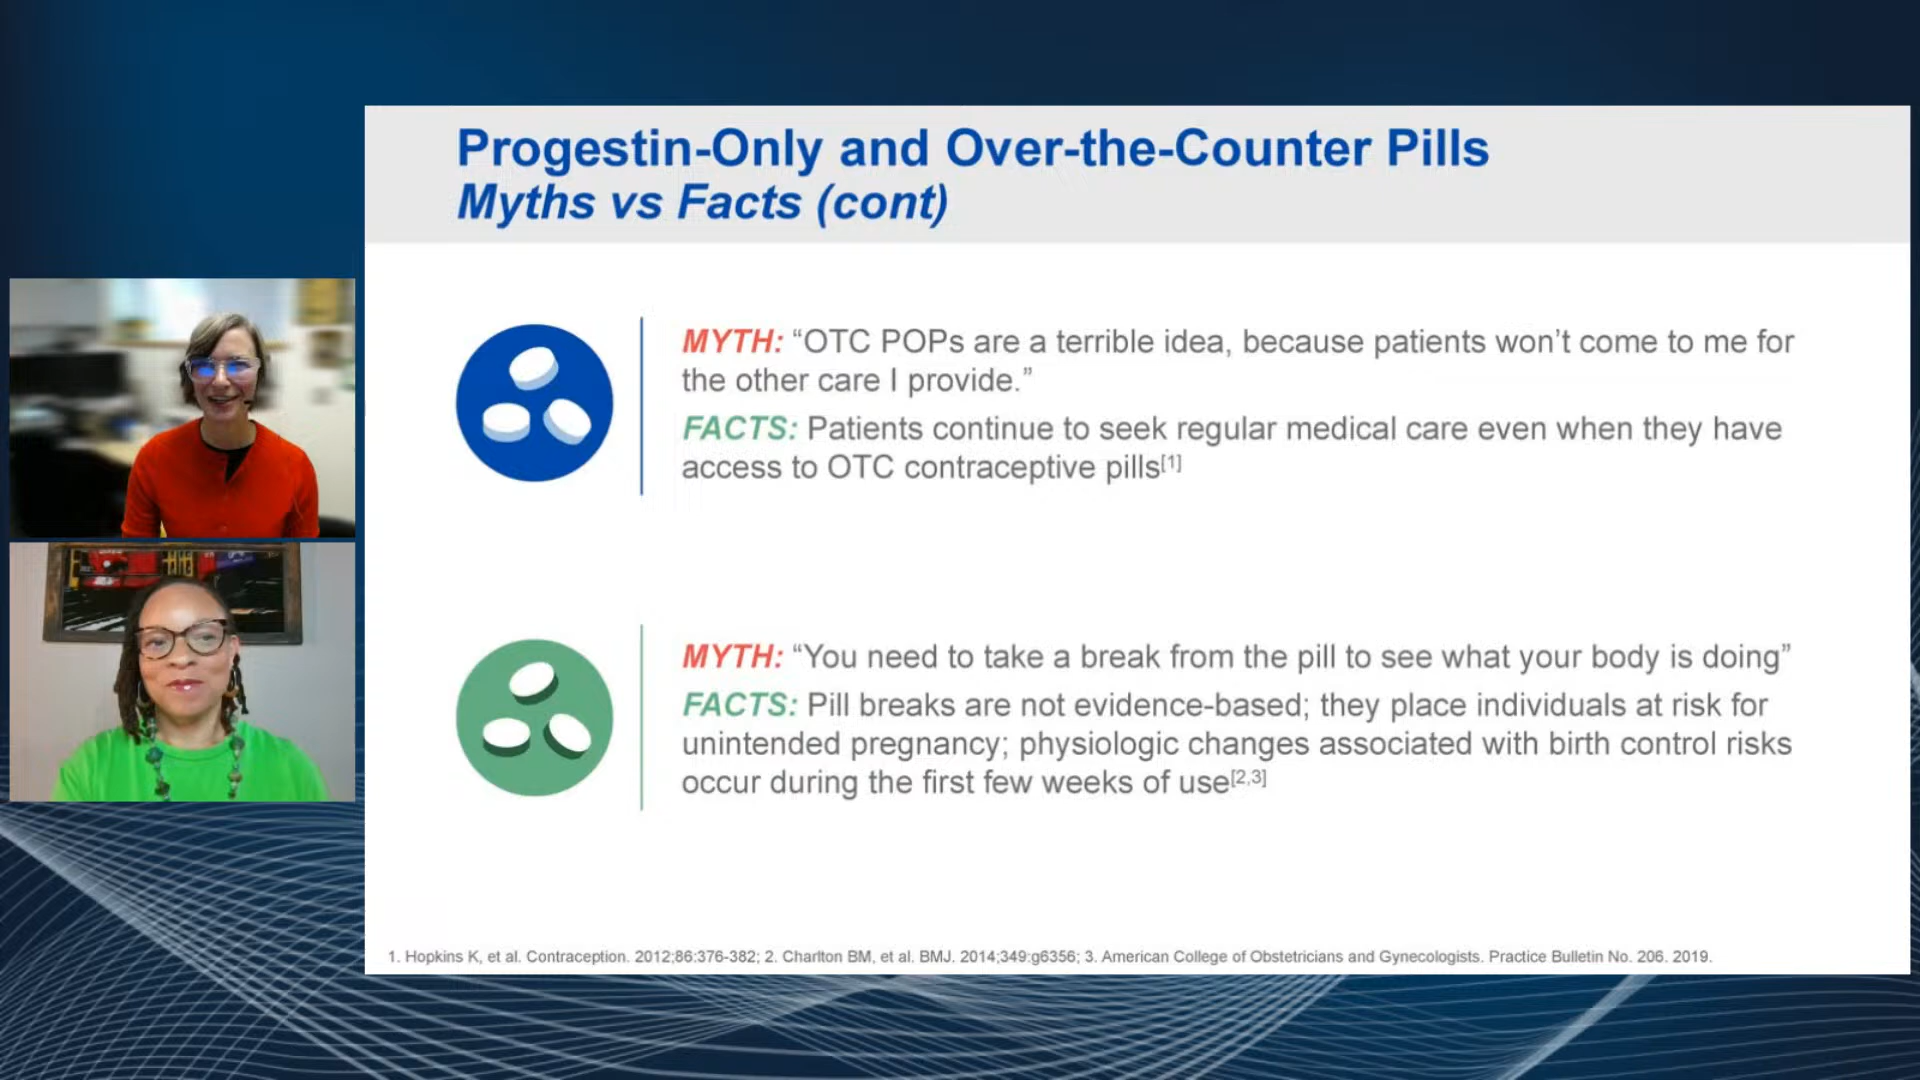 Progestin-Only and Over-the-Counter Pills
Myths vs Facts (cont)
MYTH: “OTC POPs are a terrible idea, because patients won’t come to me for
the other care I provide.”
FACTS: Patients continue to seek regular medical care even when they have
access to OTC contraceptive pills[1]
MYTH: “You need to take a break from the pill to see what your body is doing”
FACTS: Pill breaks are not evidence-based; they place individuals at risk for
unintended pregnancy; physiologic changes associated with birth control risks
occur during the first few weeks of use[2,3]
1. Hopkins K, et al. Contraception. 2012;86:376-382; 2. Charlton BM, et al. BMJ. 2014;349:g6356; 3. American College of Obstetricians and Gynecologists. Practice Bulletin No. 206. 2019.